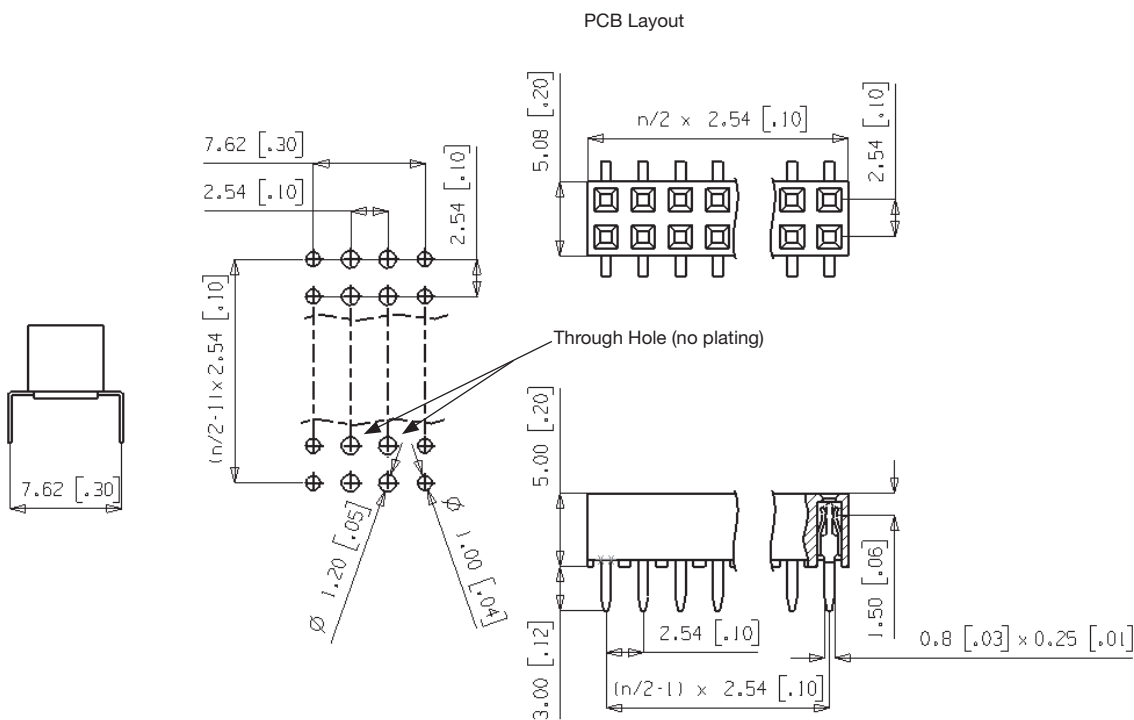 PCB Layout
5.08 [.20]
n/2 x 2.54 [.10]
2.54 [.10]
7.62 [.30]
2.54 [.10]
2.54 [.10]
(n/2-1)x2.54 [.10]
Through Hole (no plating)
7.62 [.30]
Ø 1.20 [.05]
Ø 1.00 [.04]
5.00 [.20]
3.00 [.12]
2.54 [.10]
(n/2-1) x 2.54 [.10]
1.50 [.06]
0.8 [.03] x 0.25 [.01]